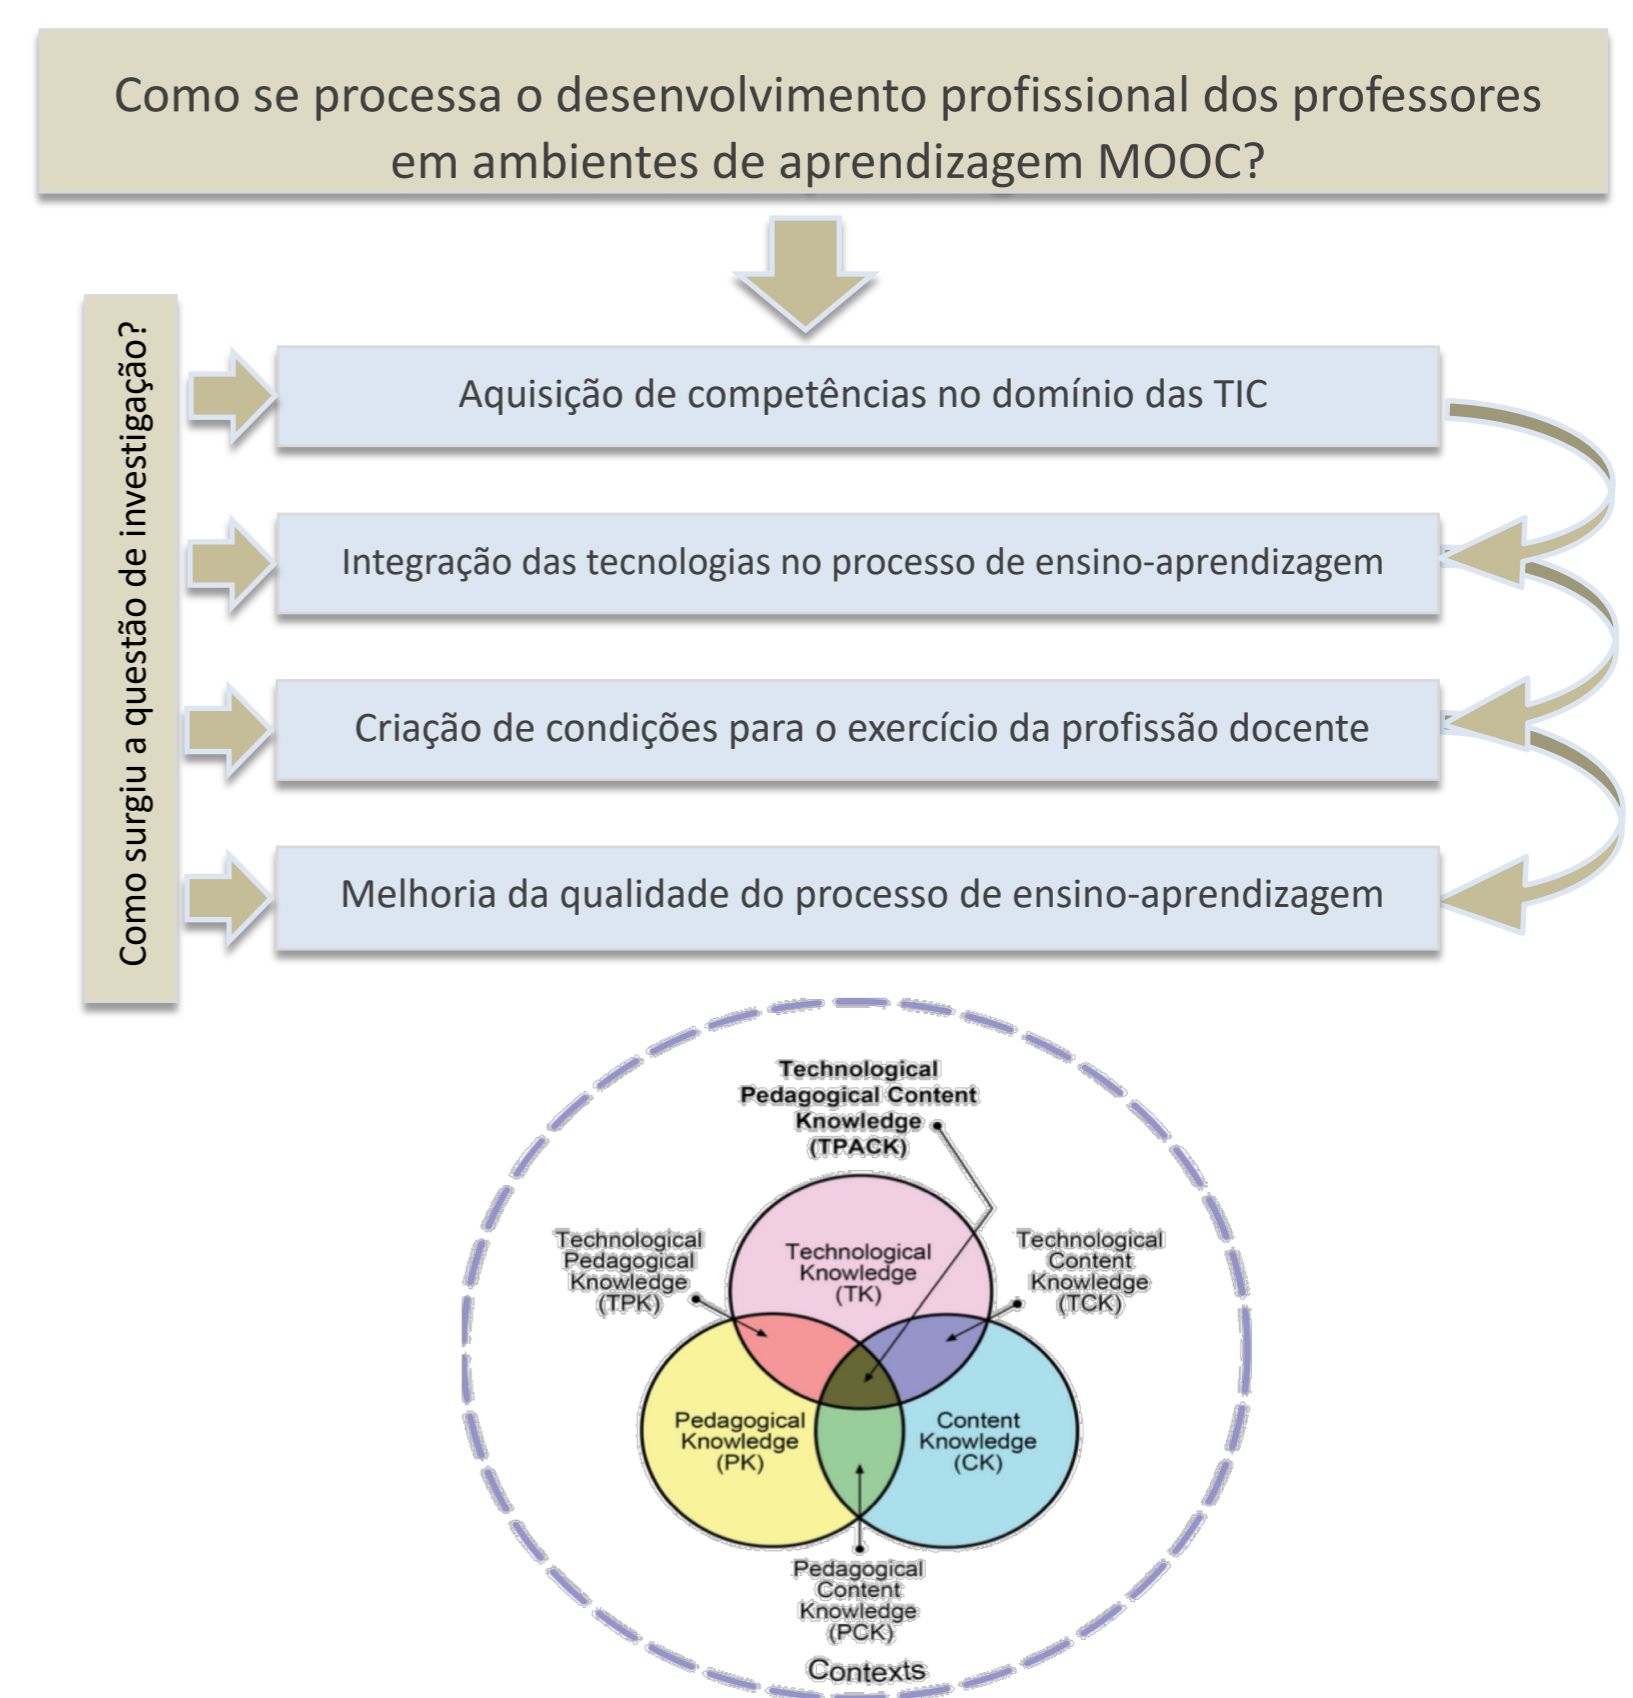 Como se processa o desenvolvimento profissional dos professores
em ambientes de aprendizagem MOOC?
Como surgiu a questão de investigação?
Aquisição de competências no domínio das TIC
Integração das tecnologias no processo de ensino-aprendizagem
Criação de condições para o exercício da profissão docente
Melhoria da qualidade do processo de ensino-aprendizagem
Technological
Pedagogical Content
Knowledge
(TPACK)
Technological
Pedagogical
Knowledge
(TPK)
Technological
Knowledge
(TK)
Technological
Content
Knowledge
(TCK)
Pedagogical
Knowledge
(PK)
Content
Knowledge
(CK)
Pedagogical
Content
Knowledge
(PCK)
Contexts